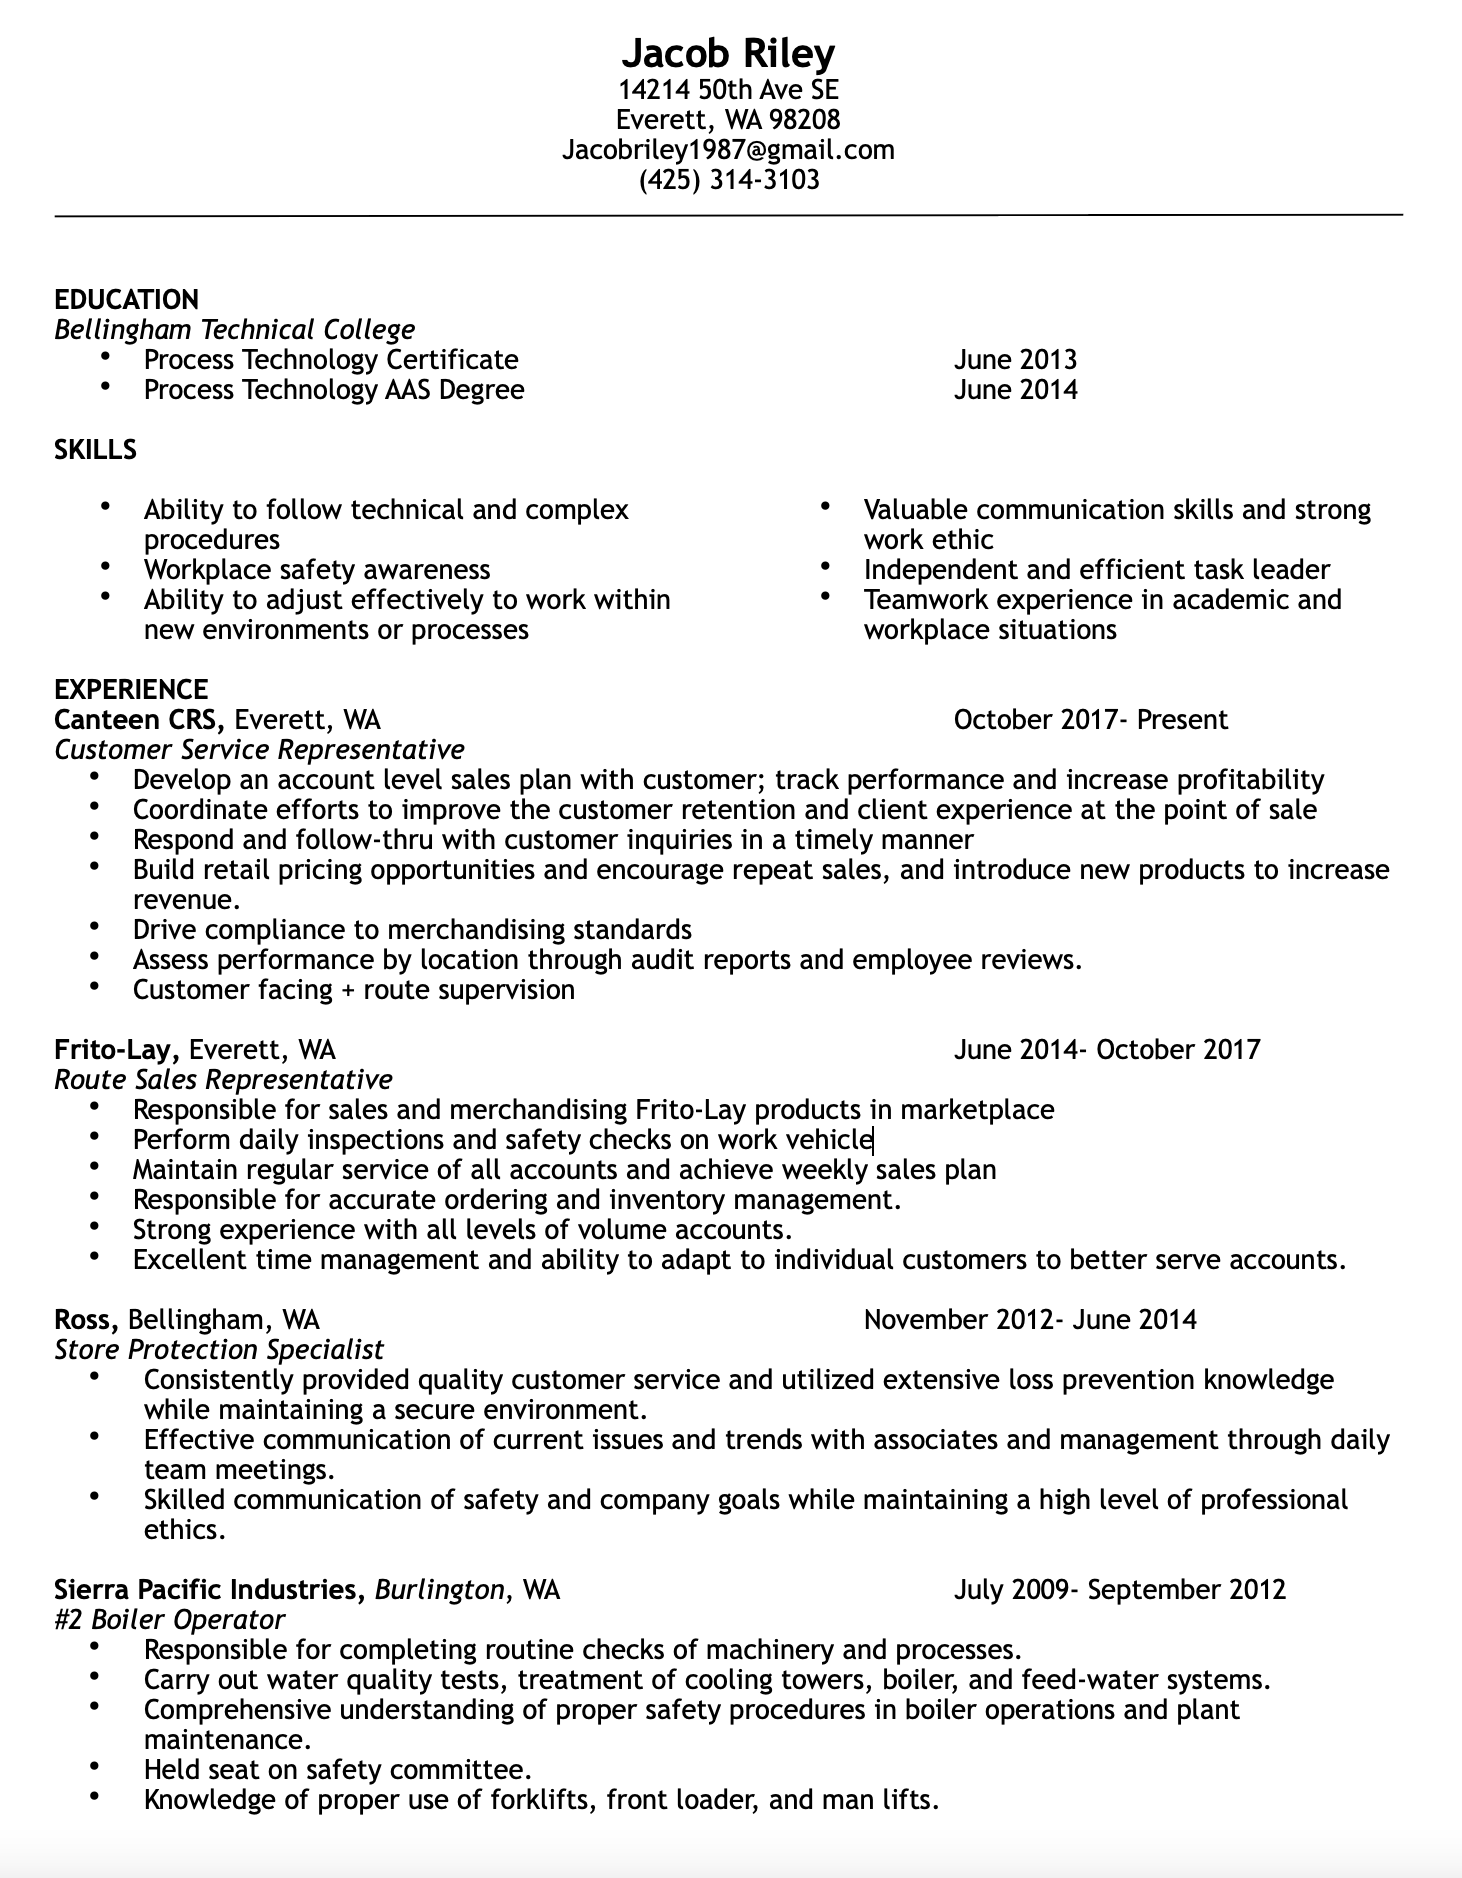 Jacob Riley
14214 50th Ave SE
Everett, WA 98208
Jacobriley1987@gmail.com
(425) 314-3103
EDUCATION
Bellingham Technical College
• Process Technology Certificate June 2013
• Process Technology AAS Degree June 2014
SKILLS
• Ability to follow technical and complex
procedures
• Workplace safety awareness
• Ability to adjust effectively to work within
new environments or processes
• Valuable communication skills and strong
work ethic
• Independent and efficient task leader
• Teamwork experience in academic and
workplace situations
EXPERIENCE
Canteen CRS, Everett, WA October 2017- Present
Customer Service Representative
• Develop an account level sales plan with customer; track performance and increase profitability
• Coordinate efforts to improve the customer retention and client experience at the point of sale
• Respond and follow-thru with customer inquiries in a timely manner
• Build retail pricing opportunities and encourage repeat sales, and introduce new products to increase
revenue.
• Drive compliance to merchandising standards
• Assess performance by location through audit reports and employee reviews.
• Customer facing + route supervision
Frito-Lay, Everett, WA June 2014- October 2017
Route Sales Representative
• Responsible for sales and merchandising Frito-Lay products in marketplace
• Perform daily inspections and safety checks on work vehicle
• Maintain regular service of all accounts and achieve weekly sales plan
• Responsible for accurate ordering and inventory management.
• Strong experience with all levels of volume accounts.
• Excellent time management and ability to adapt to individual customers to better serve accounts.
Ross, Bellingham, WA November 2012- June 2014
Store Protection Specialist
• Consistently provided quality customer service and utilized extensive loss prevention knowledge
while maintaining a secure environment.
• Effective communication of current issues and trends with associates and management through daily
team meetings.
• Skilled communication of safety and company goals while maintaining a high level of professional
ethics.
Sierra Pacific Industries, Burlington, WA July 2009- September 2012
#2 Boiler Operator
• Responsible for completing routine checks of machinery and processes.
• Carry out water quality tests, treatment of cooling towers, boiler, and feed-water systems.
• Comprehensive understanding of proper safety procedures in boiler operations and plant
maintenance.
• Held seat on safety committee.
• Knowledge of proper use of forklifts, front loader, and man lifts.